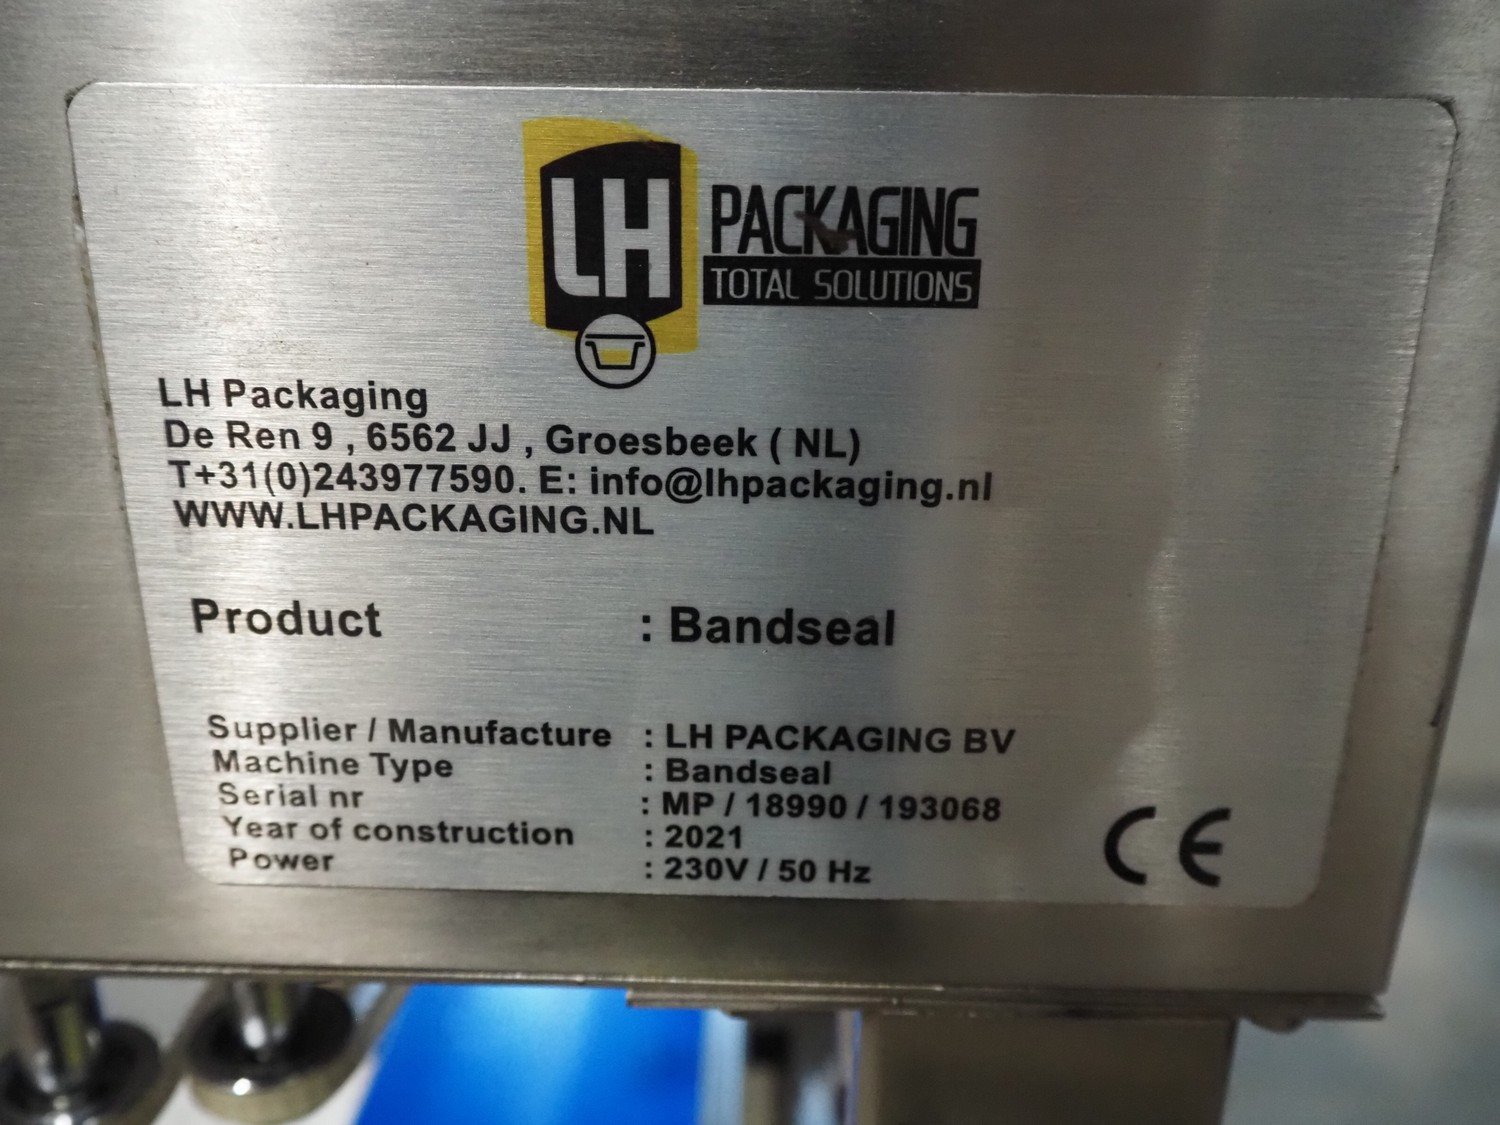 LH
PACKAGING
TOTAL SOLUTIONS
LH Packaging
De Ren 9 , 6562 JJ , Groesbeek ( NL)
T+31(0)243977590. E: info@lhpackaging.nl
WWW.LHPACKAGING.NL
Product : Bandseal
Supplier / Manufacture : LH PACKAGING BV
Machine Type : Bandseal
Serial nr : MP / 18990 / 193068
Year of construction : 2021
Power : 230V / 50 Hz
CE